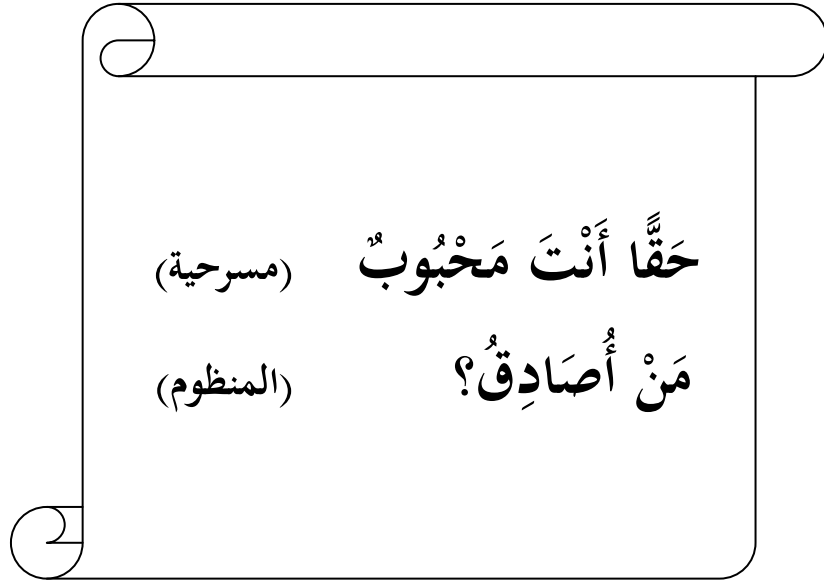 حَقًّا أَنْتَ مَحْبُوبٌ (مسرحية)
مَنْ أُصَادِقُ؟ (المنظوم)